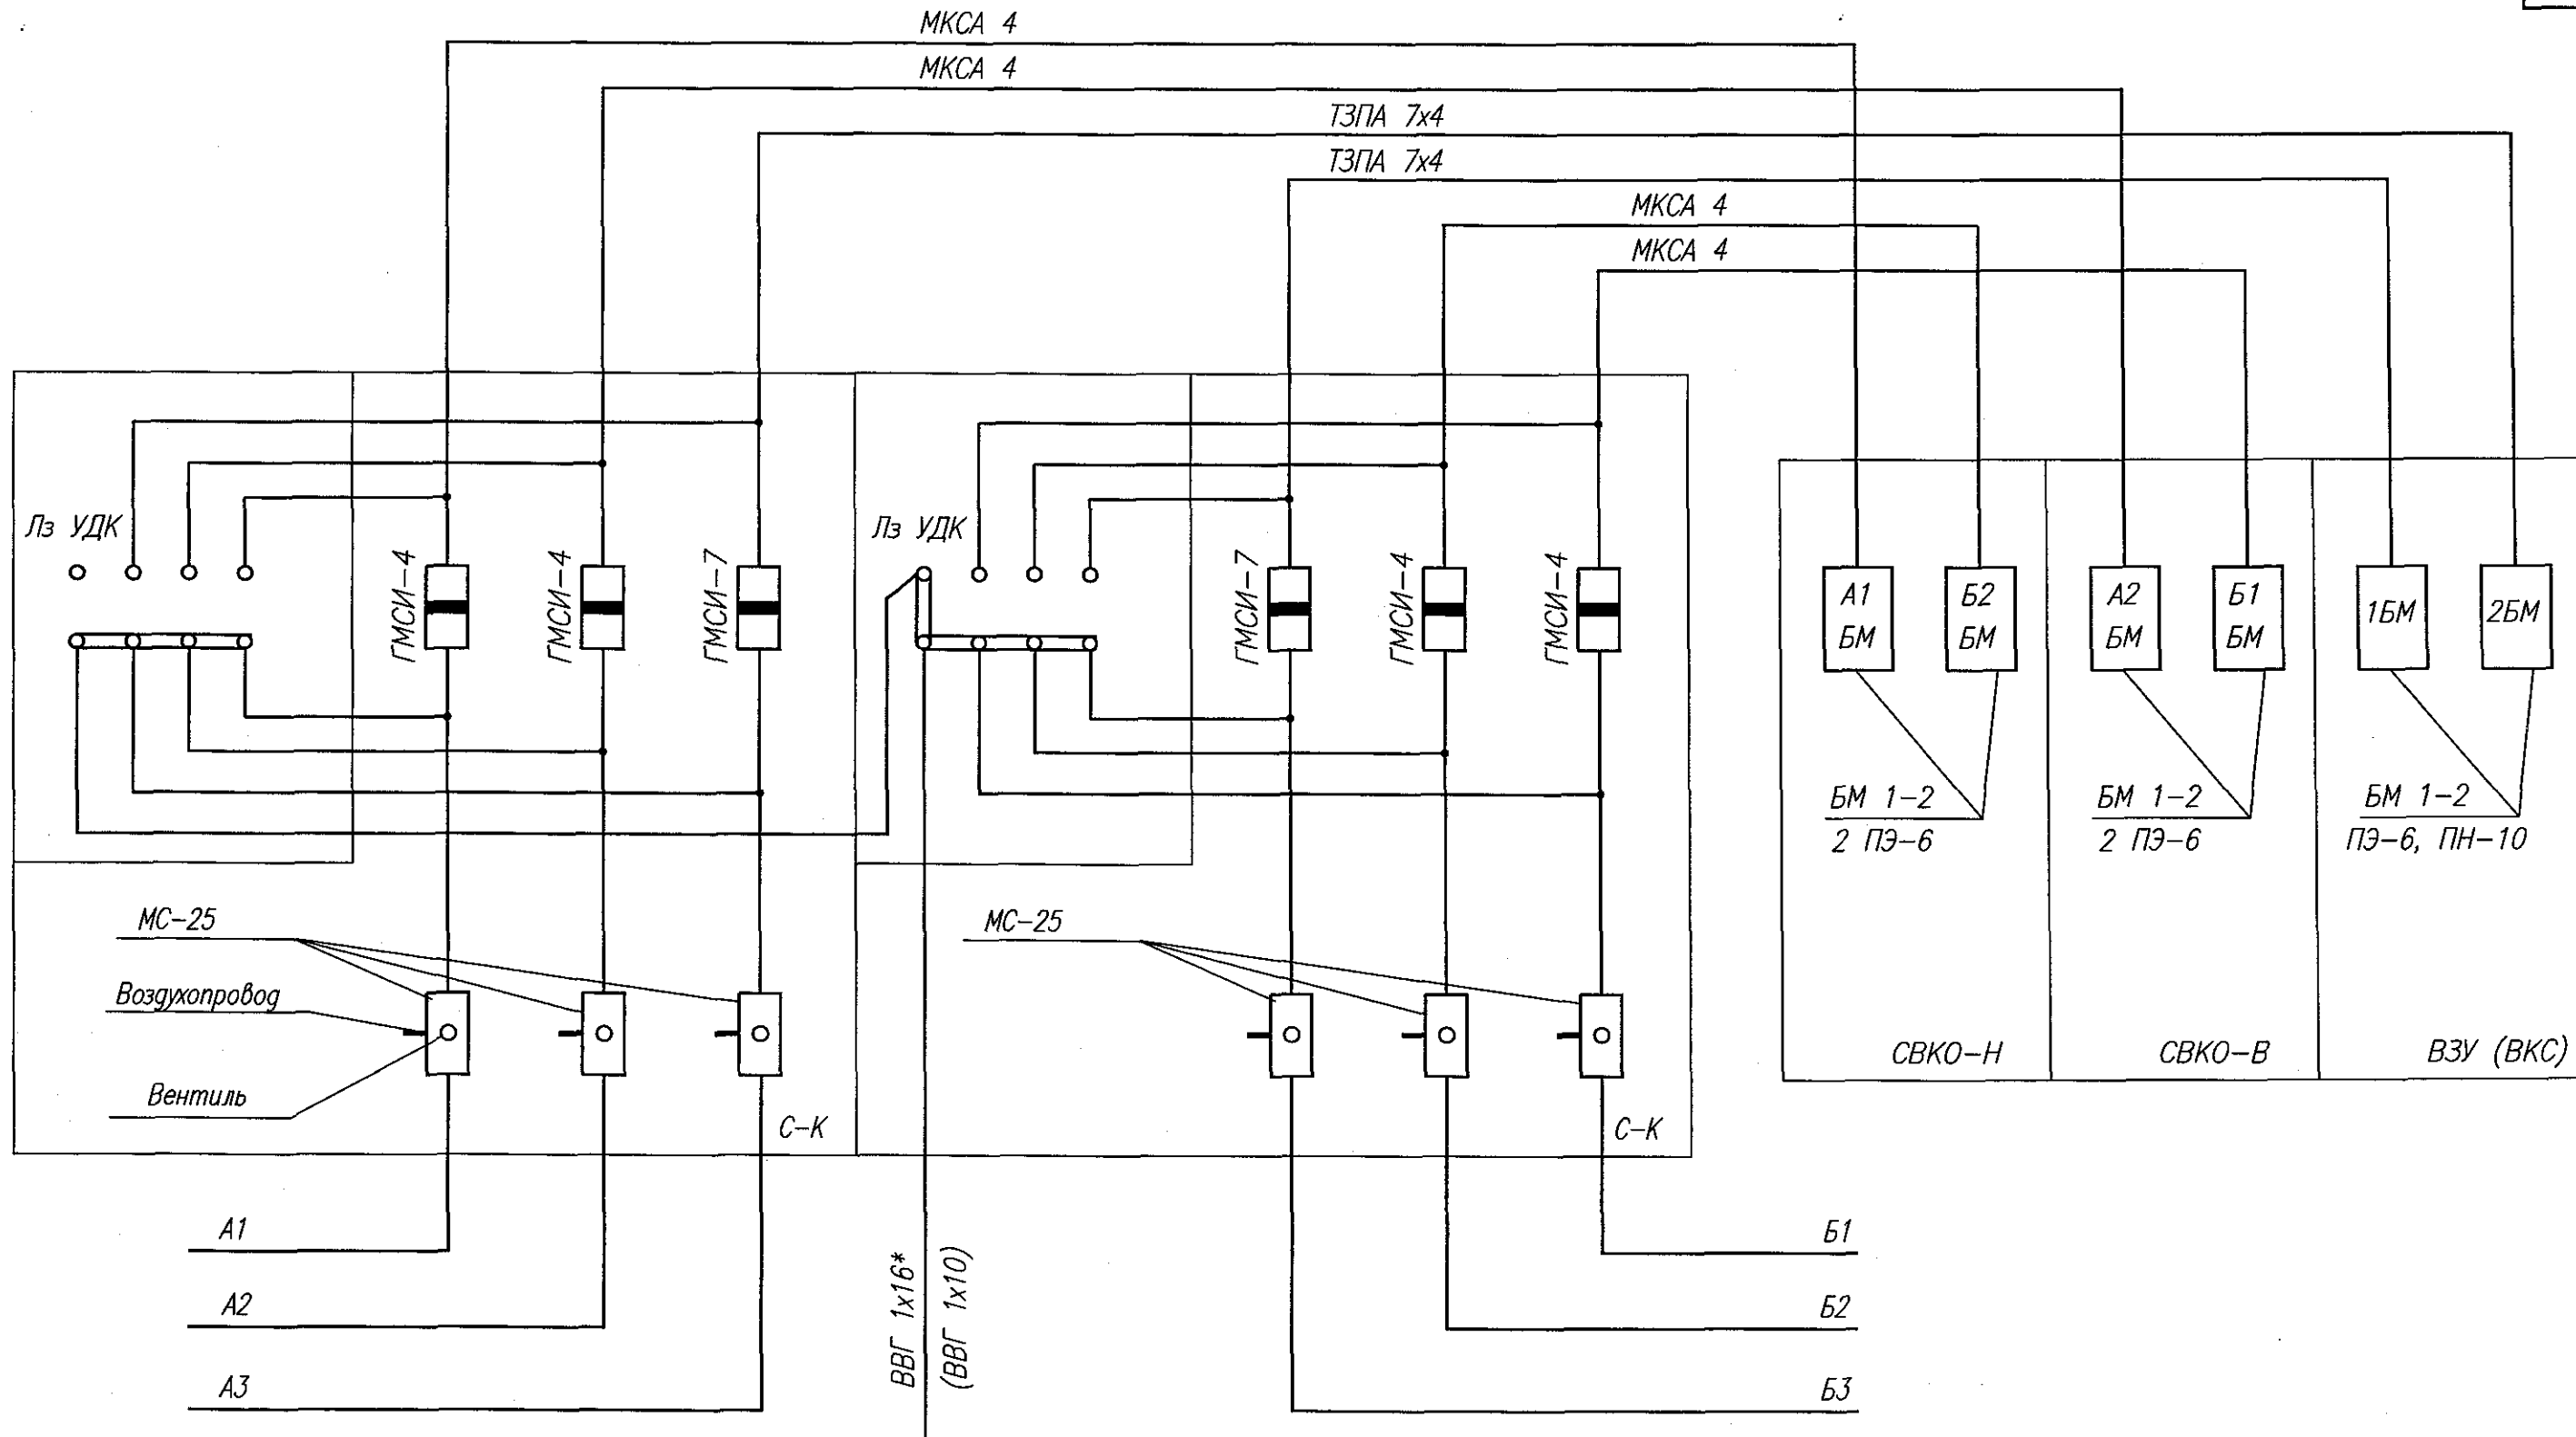 МКСА 4
МКСА 4
ТЗПА 7х4
ТЗПА 7х4
МКСА 4
МКСА 4
Лз УДК
ГМСИ-4
ГМСИ-4
ГМСИ-7
Лз УДК
ГМСИ-7
ГМСИ-4
ГМСИ-4
А1
БМ
Б2
БМ
А2
БМ
Б1
БМ
1БМ
2БМ
БМ 1-2
2 ПЭ-6
БМ 1-2
2 ПЭ-6
БМ 1-2
ПЭ-6, ПН-10
МС-25
Воздухопровод
Вентиль
С-К
МС-25
С-К
СВКО-Н
СВКО-В
ВЗУ (ВКС)
А1
А2
А3
ВВГ 1х16*
(ВВГ 1х10)
Б1
Б2
Б3